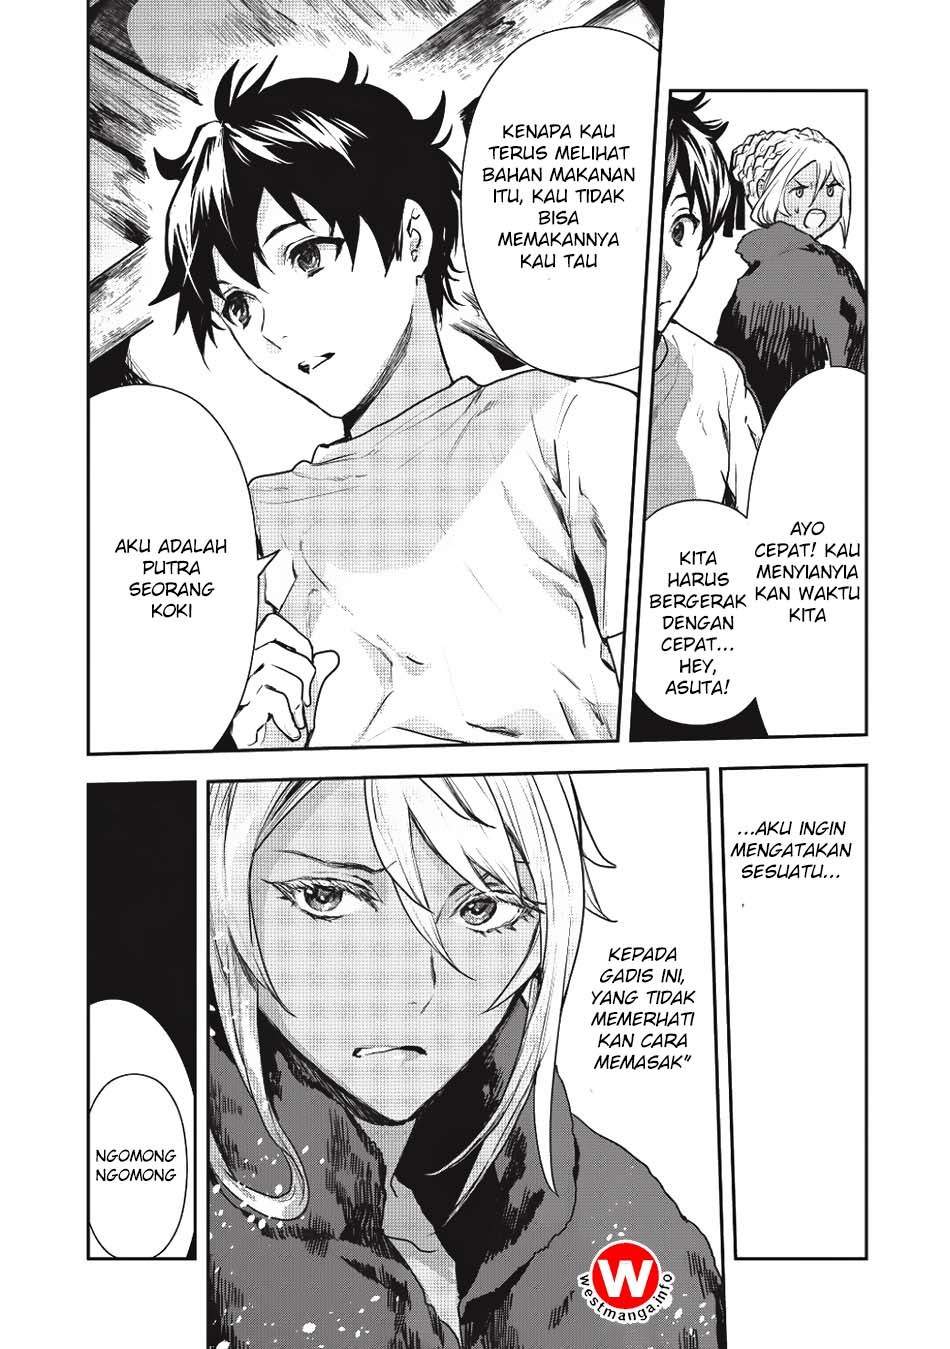 AYO
CEPAT! KAU
MENYIANYIA
KAN WAKTU
KITA
KITA
HARUS
BERGERAK
DENGAN
CEPAT...
HEY,
ASUTA!
KENAPA KAU
TERUS MELIHAT
BAHAN MAKANAN
ITU, KAU TIDAK
BISA
MEMAKANNYA
KAU TAU
AKU ADALAH
PUTRA
SEORANG
KOKI
...AKU INGIN
MENGATAKAN
SESUATU...
KEPADA
GADIS INI,
YANG TIDAK
MEMERHATI
KAN CARA
MEMASAK"
NGOMONG
NGOMONG
W
westmanga.info